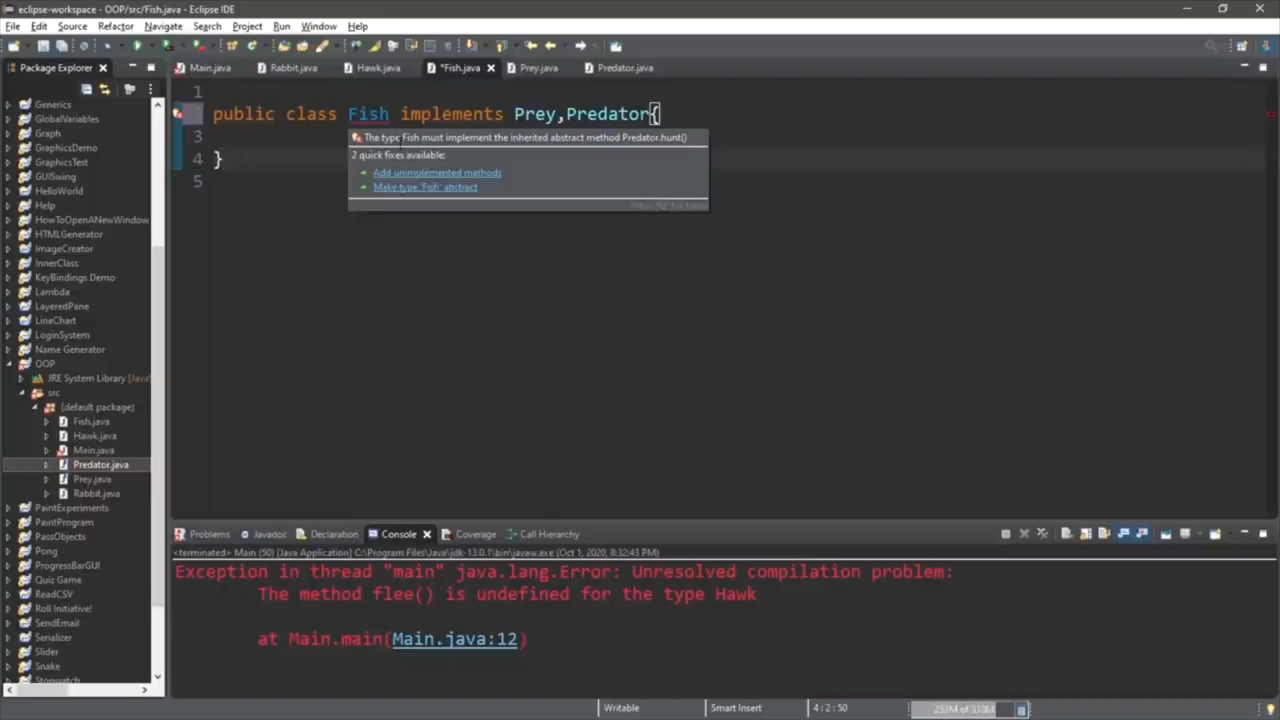 eclipse-workspace - OOP/src/Fish.java - Eclipse IDE
File Edit Source Refactor Navigate Search Project Run Window Help
Package Explorer
Main.java Rabbit.java Hawk.java *Fish.java Prey.java Predator.java
Generics
GlobalVariables
Graph
GraphicsDemo
GraphicsTest
GUISwing
HelloWorld
Help
HowToOpenANewWindow
HTMLGenerator
ImageCreator
InnerClass
KeyBindings Demo
Lambda
LayeredPane
LineChart
LoginSystem
Name Generator
OOP
JRE System Library [JavaS
src
(default package)
Fish.java
Hawk.java
Main.java
Predator.java
Prey.java
Rabbit.java
PaintExperiments
PaintProgram
PassObjects
Pong
ProgressBarGUI
Quiz Game
ReadCSV
Roll Initiative!
SendEmail
Serializer
Slider
Snake
Stopwatch
1
public class Fish implements Prey,Predator{
3
4 }
5
The type Fish must implement the inherited abstract method Predator.hunt()
2 quick fixes available:
Add unimplemented methods
Make type 'Fish' abstract
Problems Javadoc Declaration Console Coverage Call Hierarchy
<terminated> Main (50) [Java Application] C:\Program Files\Java\jdk-13.0.1\bin\javaw.exe (Oct 1, 2020, 8:32:43 PM)
Exception in thread "main" java.lang.Error: Unresolved compilation problem:
The method flee() is undefined for the type Hawk
at Main.main(Main.java:12)
Writable Smart Insert 4 : 2 : 50